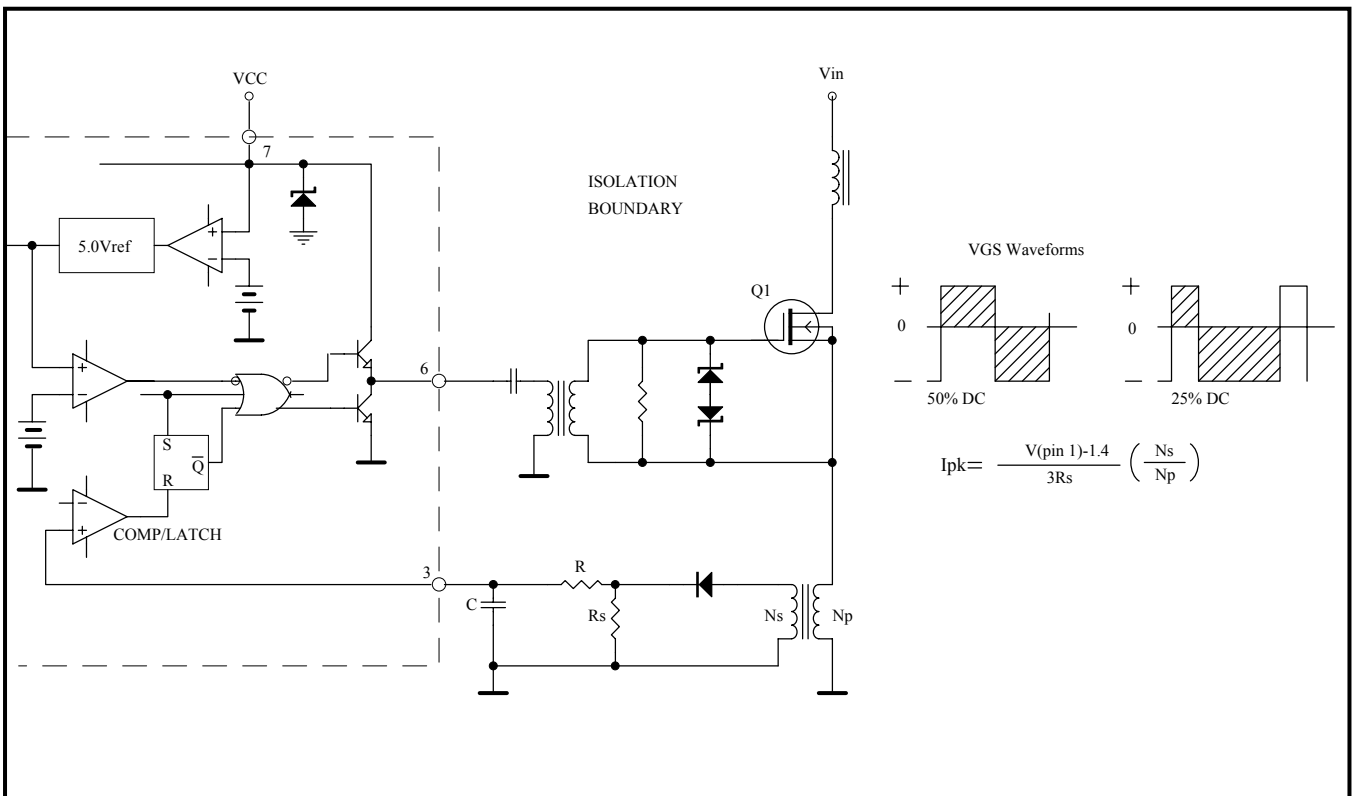 VCC
Vin
7
ISOLATION
BOUNDARY
5.0Vref
+
−
VGS Waveforms
Q1
+
0
—
50% DC
+
0
—
25% DC
+
−
6
S
Q̅
R
−
+
COMP/LATCH
Ipk= V(pin 1)-1.4 / 3Rs ( Ns / Np )
3
R
C
Rs
Ns
Np